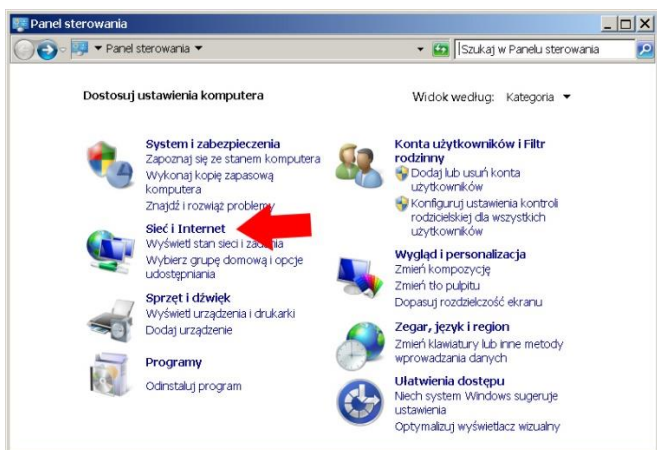 Panel sterowania
Panel sterowania
Szukaj w Panelu sterowania
Dostosuj ustawienia komputera
Widok według: Kategoria
System i zabezpieczenia
Zapoznaj się ze stanem komputera
Wykonaj kopię zapasową
komputera
Znajdź i rozwiąż problemy
Sieć i Internet
Wyświetl stan sieci i zadania
Wybierz grupę domową i opcje
udostępniania
Sprzęt i dźwięk
Wyświetl urządzenia i drukarki
Dodaj urządzenie
Programy
Odinstaluj program
Konta użytkowników i Filtr
rodzinny
Dodaj lub usuń konta
użytkowników
Konfiguruj ustawienia kontroli
rodzicielskiej dla wszystkich
użytkowników
Wygląd i personalizacja
Zmień kompozycję
Zmień tło pulpitu
Dopasuj rozdzielczość ekranu
Zegar, język i region
Zmień klawiatury lub inne metody
wprowadzania danych
Ułatwienia dostępu
Niech system Windows sugeruje
ustawienia
Optymalizuj wyświetlacz wizualny